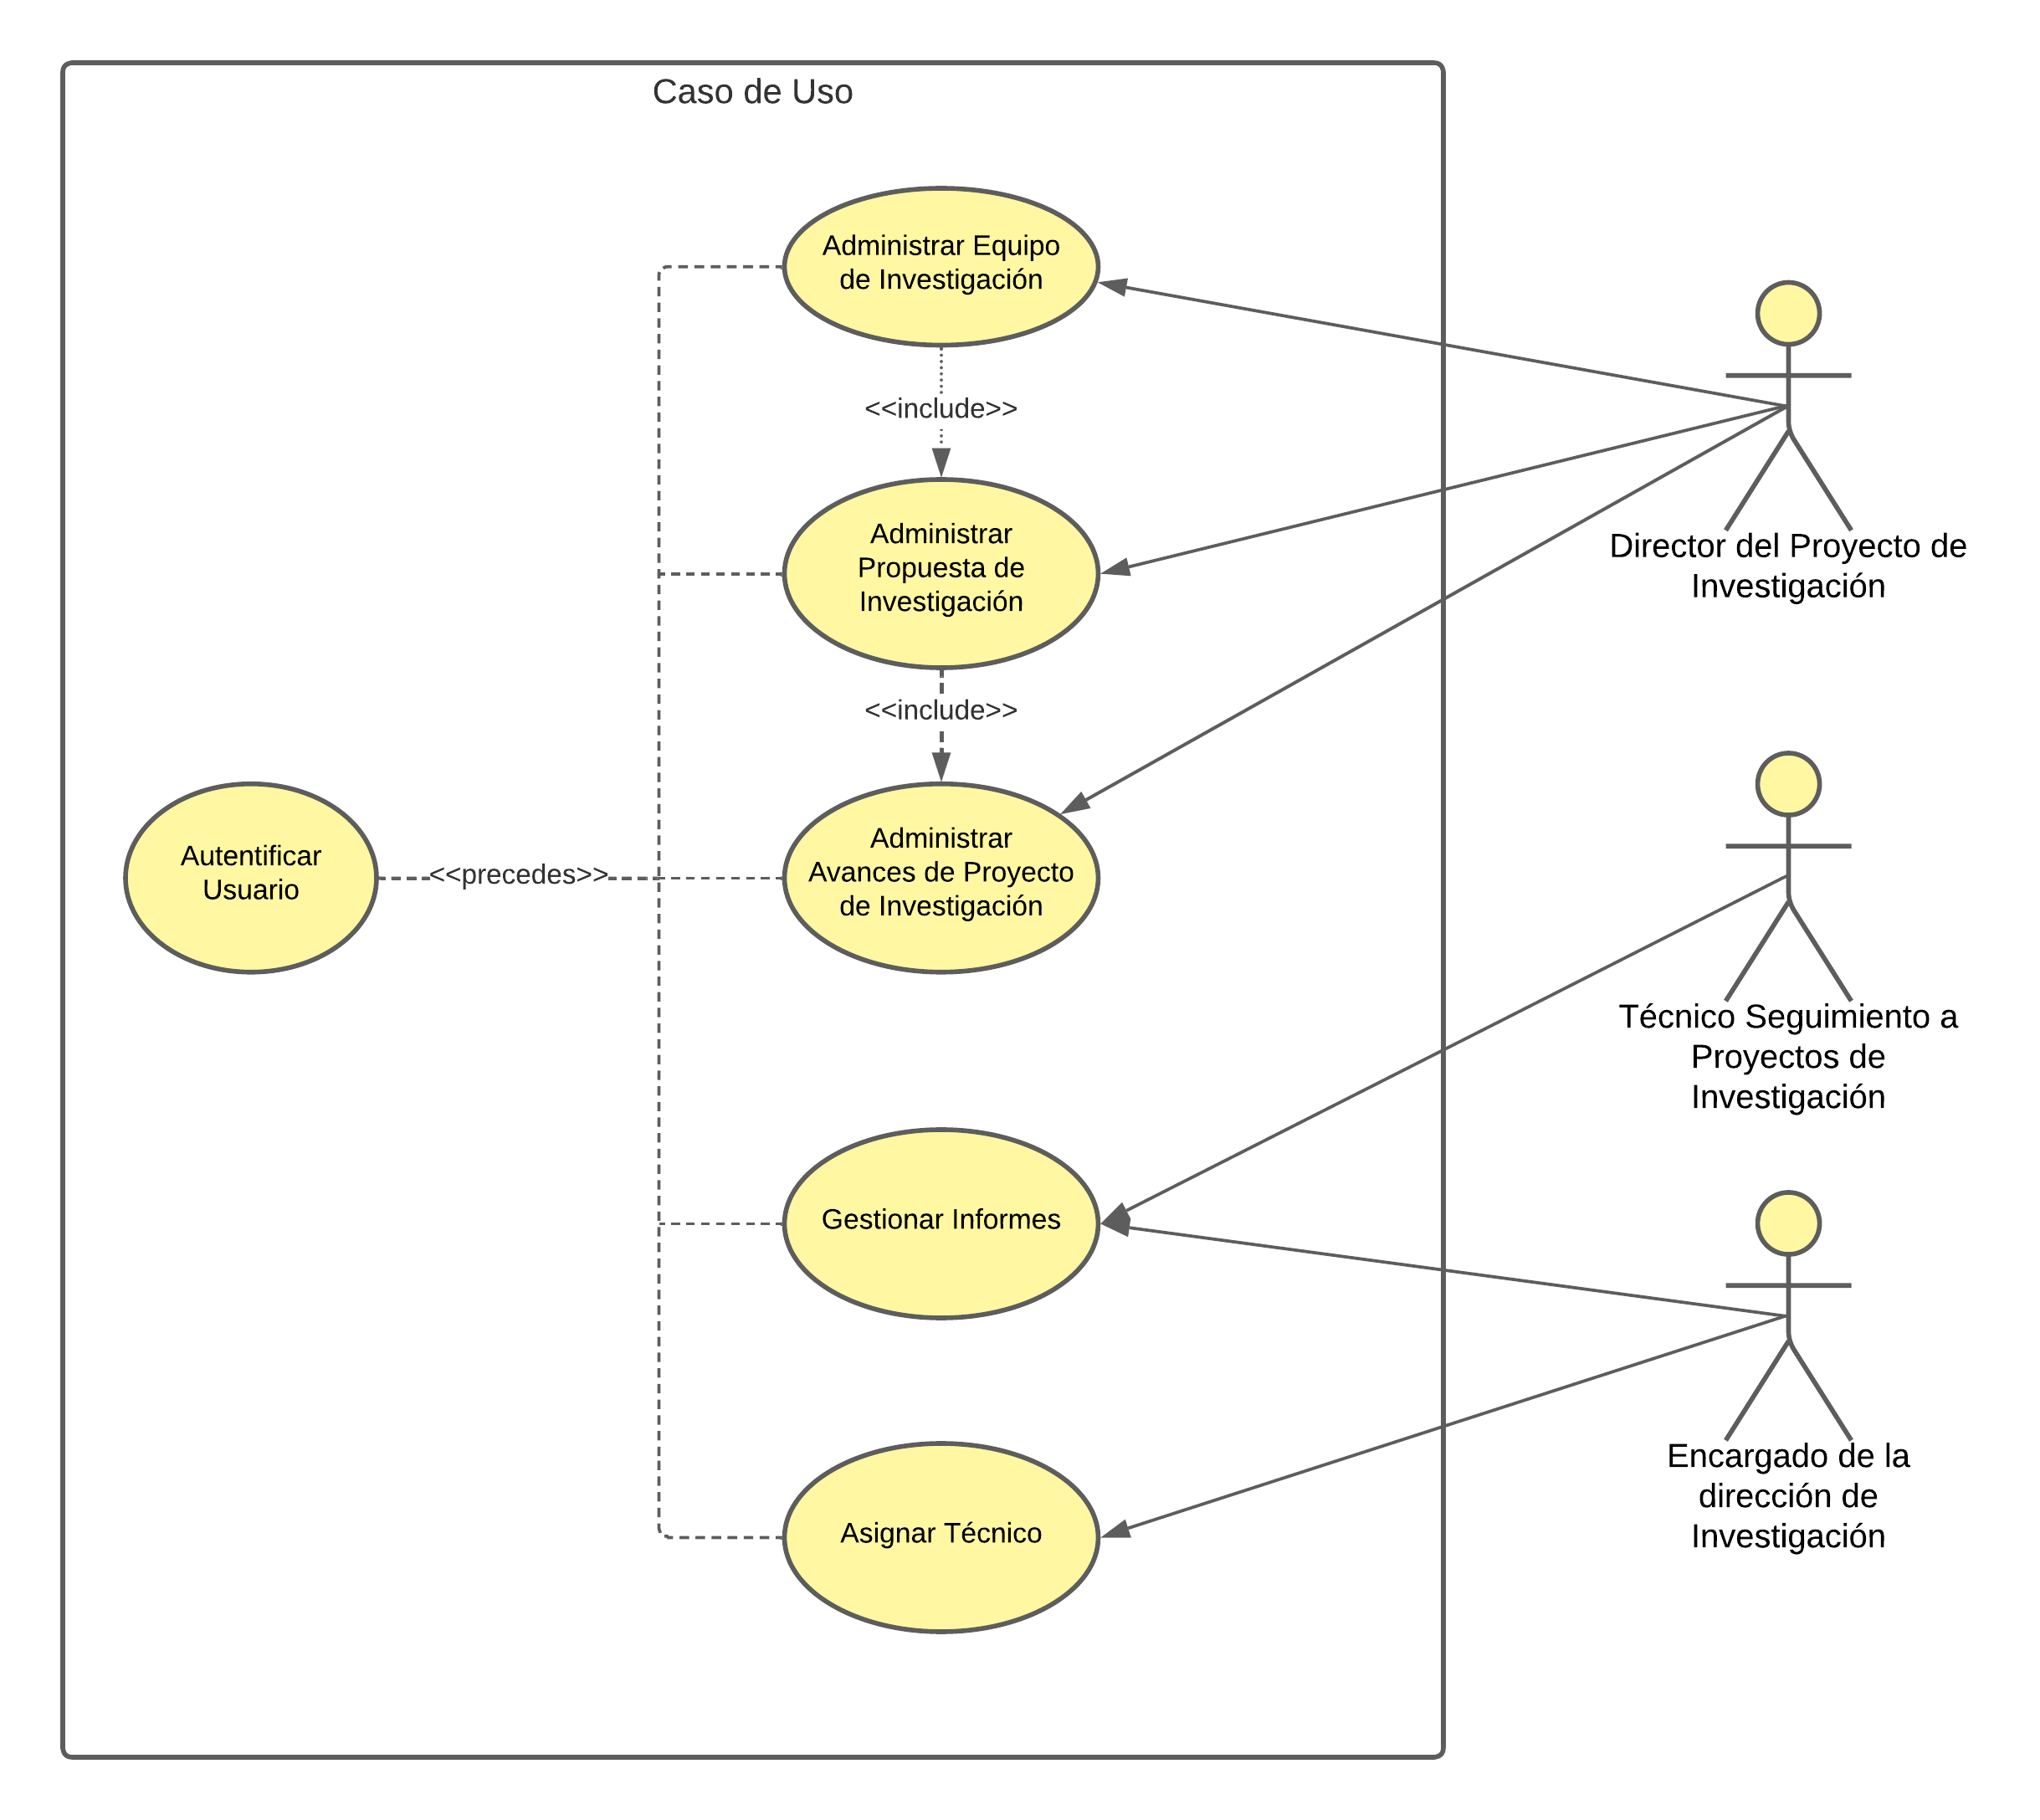 Caso de Uso
Administrar Equipo
de Investigación
<<include>>
Administrar
Propuesta de
Investigación
<<include>>
Administrar
Avances de Proyecto
de Investigación
Autentificar
Usuario
<<precedes>>
Gestionar Informes
Asignar Técnico
Director del Proyecto de
Investigación
Técnico Seguimiento a
Proyectos de
Investigación
Encargado de la
dirección de
Investigación